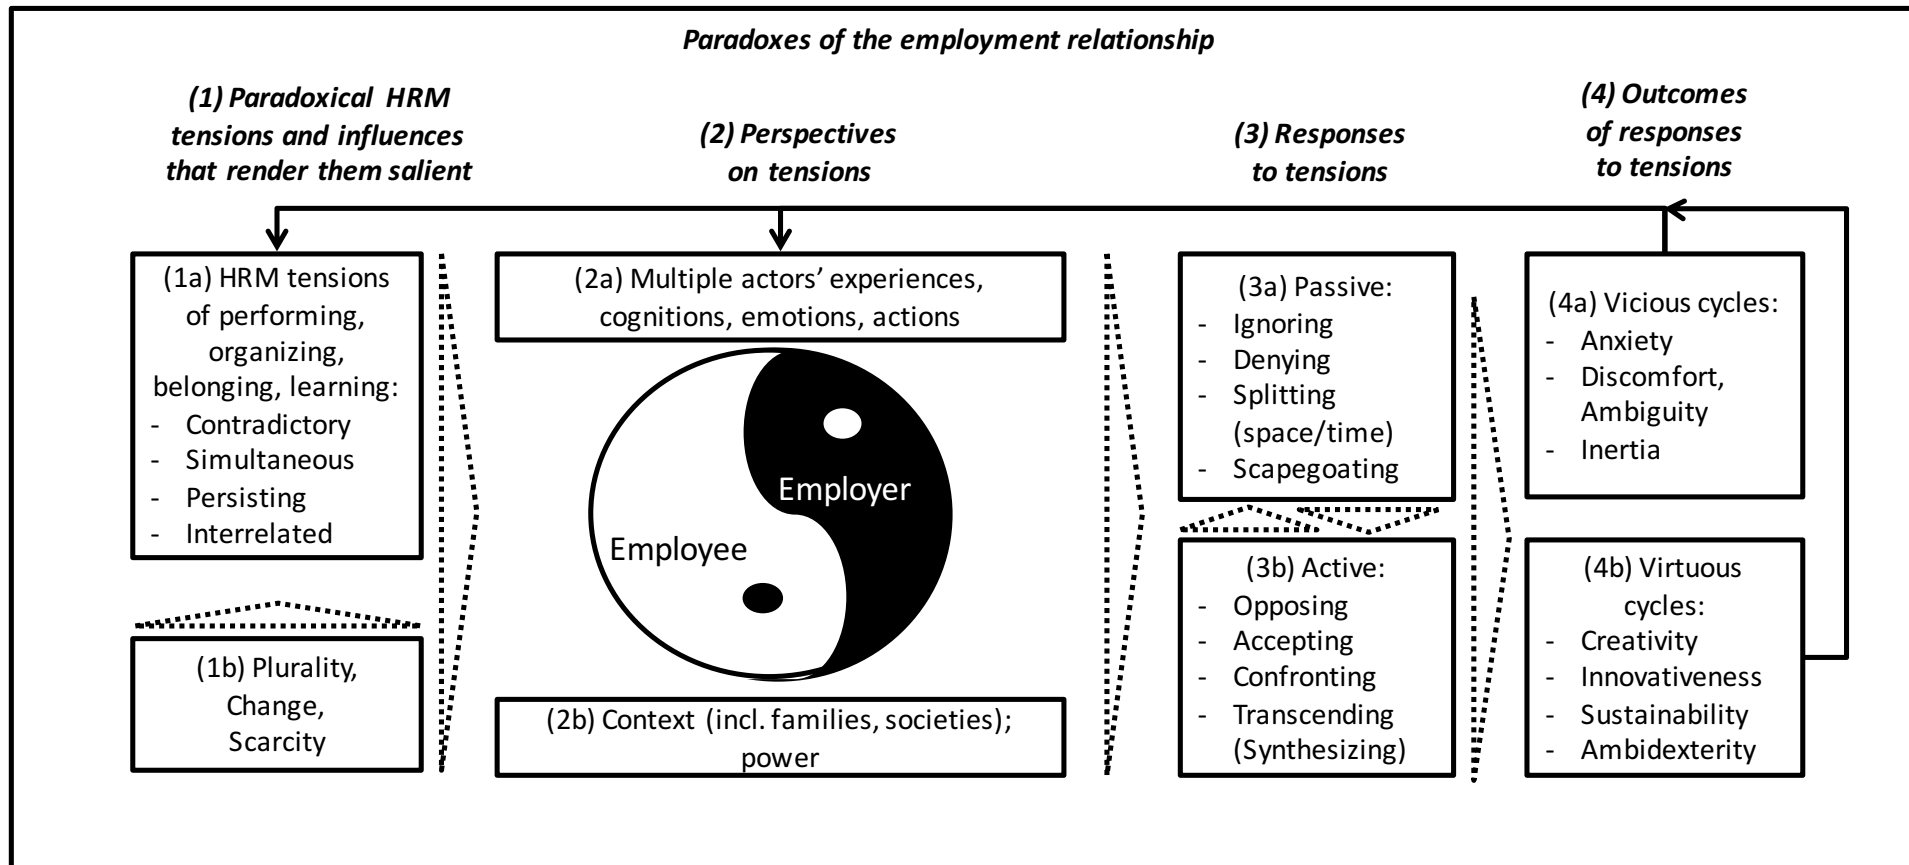 Paradoxes of the employment relationship
(1) Paradoxical HRM
tensions and influences
that render them salient
(2) Perspectives
on tensions
(3) Responses
to tensions
(4) Outcomes
of responses
to tensions
(1a) HRM tensions
of performing,
organizing,
belonging, learning:
- Contradictory
- Simultaneous
- Persisting
- Interrelated
(1b) Plurality,
Change,
Scarcity
(2a) Multiple actors’ experiences,
cognitions, emotions, actions
Employer
Employee
(2b) Context (incl. families, societies);
power
(3a) Passive:
- Ignoring
- Denying
- Splitting
(space/time)
- Scapegoating
(3b) Active:
- Opposing
- Accepting
- Confronting
- Transcending
(Synthesizing)
(4a) Vicious cycles:
- Anxiety
- Discomfort,
Ambiguity
- Inertia
(4b) Virtuous
cycles:
- Creativity
- Innovativeness
- Sustainability
- Ambidexterity